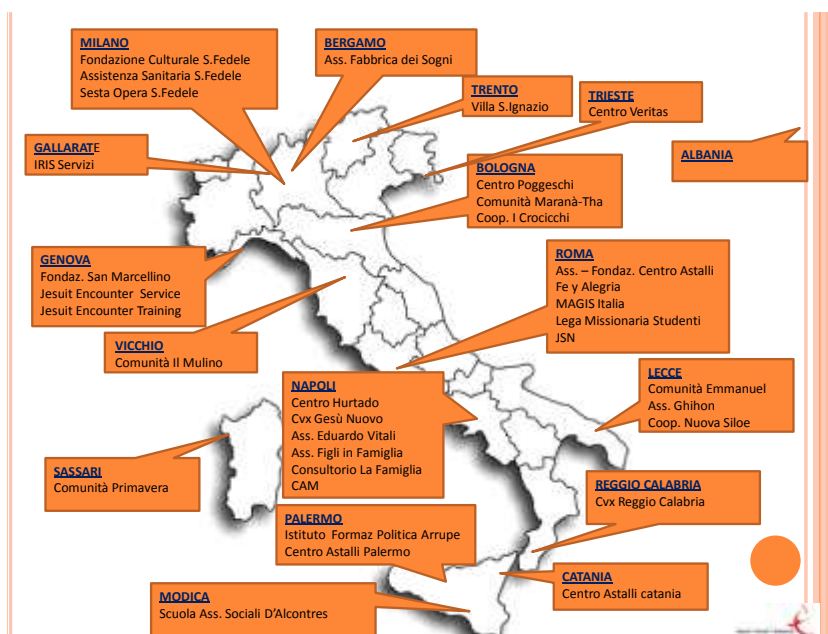 MILANO
Fondazione Culturale S.Fedele
Assistenza Sanitaria S.Fedele
Sesta Opera S.Fedele
BERGAMO
Ass. Fabbrica dei Sogni
TRENTO
Villa S.Ignazio
TRIESTE
Centro Veritas
GALLARATE
IRIS Servizi
ALBANIA
BOLOGNA
Centro Poggeschi
Comunità Maranà-Tha
Coop. I Crocicchi
GENOVA
Fondaz. San Marcellino
Jesuit Encounter Service
Jesuit Encounter Training
ROMA
Ass. – Fondaz. Centro Astalli
Fe y Alegria
MAGIS Italia
Lega Missionaria Studenti
JSN
VICCHIO
Comunità Il Mulino
NAPOLI
Centro Hurtado
Cvx Gesù Nuovo
Ass. Eduardo Vitali
Ass. Figli in Famiglia
Consultorio La Famiglia
CAM
LECCE
Comunità Emmanuel
Ass. Ghihon
Coop. Nuova Siloe
SASSARI
Comunità Primavera
REGGIO CALABRIA
Cvx Reggio Calabria
PALERMO
Istituto Formaz Politica Arrupe
Centro Astalli Palermo
CATANIA
Centro Astalli catania
MODICA
Scuola Ass. Sociali D'Alcontres